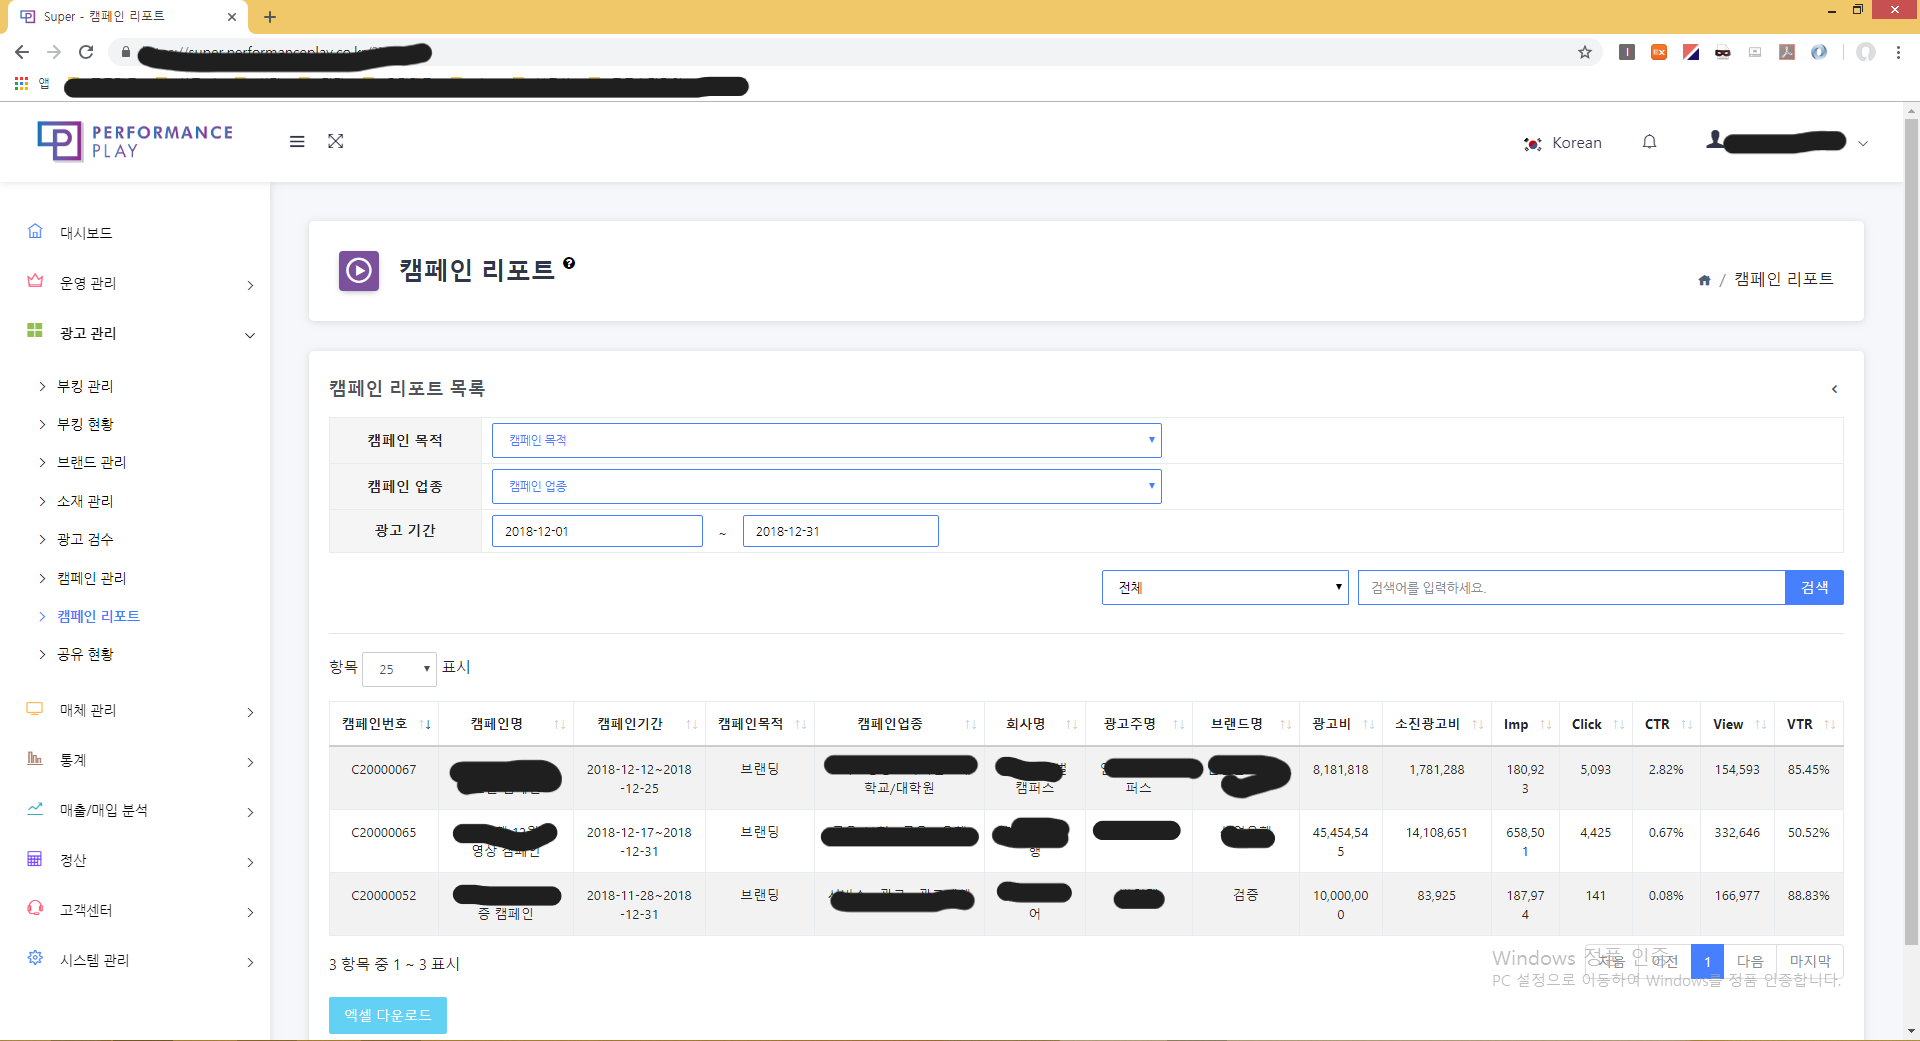 Super - 캠페인 리포트
앱
PERFORMANCE
PLAY
Korean
대시보드
운영 관리
광고 관리
부킹 관리
부킹 현황
브랜드 관리
소재 관리
광고 검수
캠페인 관리
캠페인 리포트
공유 현황
매체 관리
통계
매출/매입 분석
정산
고객센터
시스템 관리
캠페인 리포트
/ 캠페인 리포트
캠페인 리포트 목록
캠페인 목적 캠페인 목적
캠페인 업종 캠페인 업종
광고 기간 2018-12-01 ~ 2018-12-31
전체 검색어를 입력하세요. 검색
항목 25 표시
캠페인번호 캠페인명 캠페인기간 캠페인목적 캠페인업종 회사명 광고주명 브랜드명 광고비 소진광고비 Imp Click CTR View VTR
C20000067 2018-12-12~2018 브랜딩 8,181,818 1,781,288 180,92 5,093 2.82% 154,593 85.45%
-12-25 학교/대학원 캠퍼스 퍼스 3
C20000065 2018-12-17~2018 브랜딩 45,454,54 14,108,651 658,50 4,425 0.67% 332,646 50.52%
영상 캠페인 -12-31 행 5 1
C20000052 2018-11-28~2018 브랜딩 검증 10,000,00 83,925 187,97 141 0.08% 166,977 88.83%
증 캠페인 -12-31 어 0 4
3 항목 중 1 ~ 3 표시
처음 이전 1 다음 마지막
Windows 정품 인증
PC 설정으로 이동하여 Windows를 정품 인증합니다.
엑셀 다운로드